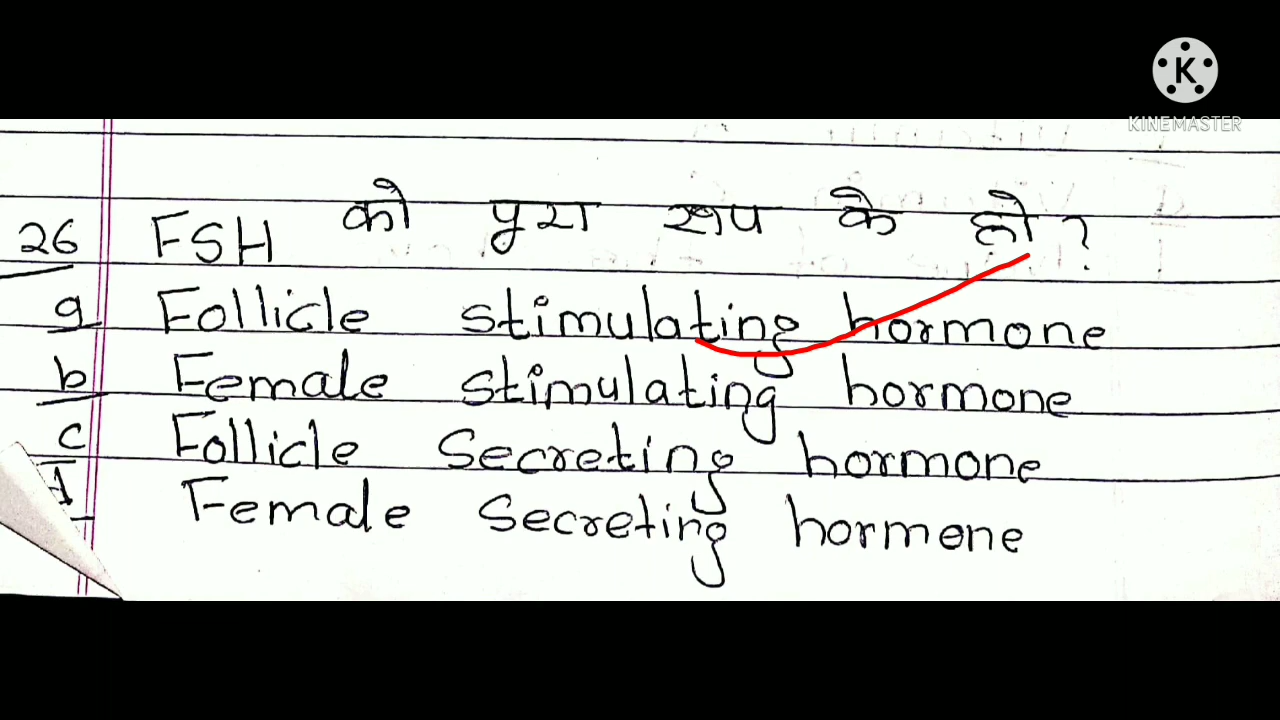 K
KINEMASTER
26 FSH को पुरा रूप के हो ?
a Follicle stimulating hormone
b Female stimulating hormone
c Follicle Secreting hormone
d Female Secreting hormone